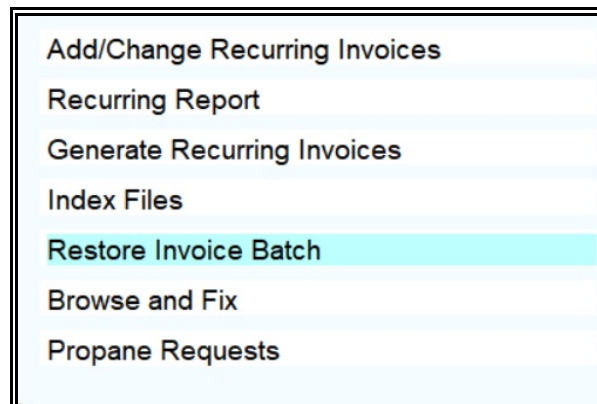 Add/Change Recurring Invoices
Recurring Report
Generate Recurring Invoices
Index Files
Restore Invoice Batch
Browse and Fix
Propane Requests